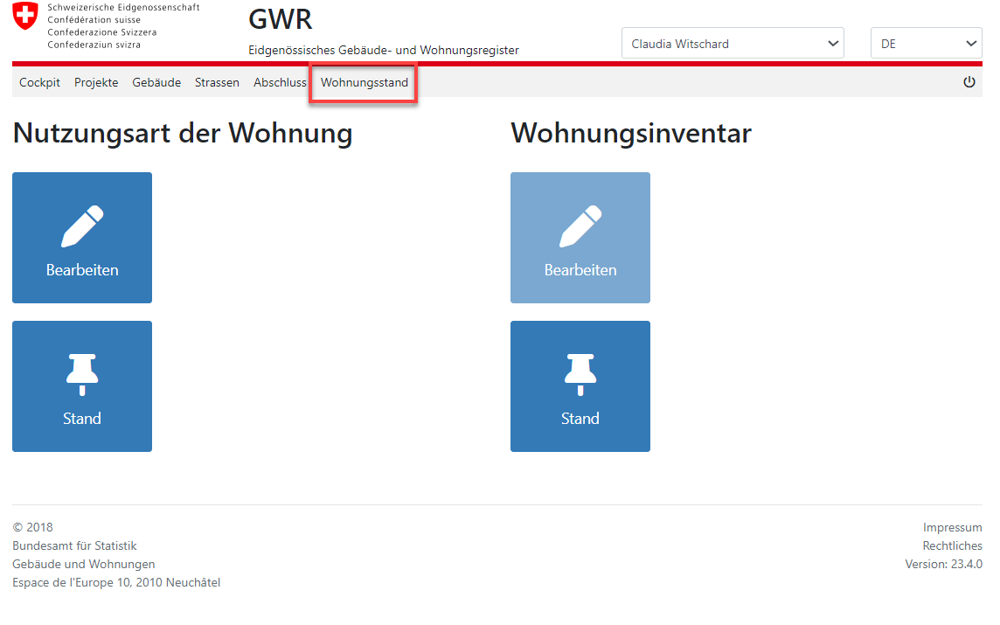 Schweizerische Eidgenossenschaft
Confédération suisse
Confederazione Svizzera
Confederaziun svizra
GWR
Eidgenössisches Gebäude- und Wohnungsregister
Claudia Witschard
DE
Cockpit Projekte Gebäude Strassen Abschluss Wohnungsstand
Nutzungsart der Wohnung
Wohnungsinventar
Bearbeiten
Bearbeiten
Stand
Stand
© 2018
Bundesamt für Statistik
Gebäude und Wohnungen
Espace de l'Europe 10, 2010 Neuchâtel
Impressum
Rechtliches
Version: 23.4.0